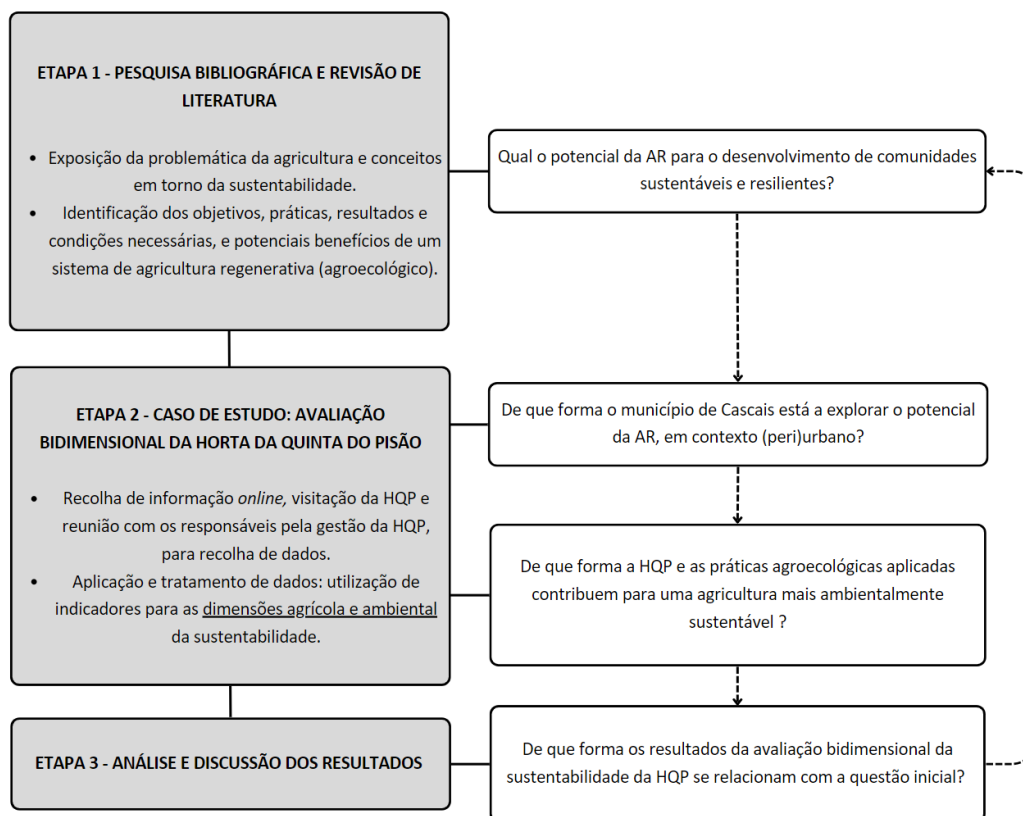 ETAPA 1 - PESQUISA BIBLIOGRÁFICA E REVISÃO DE
LITERATURA
• Exposição da problemática da agricultura e conceitos
em torno da sustentabilidade.
• Identificação dos objetivos, práticas, resultados e
condições necessárias, e potenciais benefícios de um
sistema de agricultura regenerativa (agroecológico).
Qual o potencial da AR para o desenvolvimento de comunidades
sustentáveis e resilientes?
ETAPA 2 - CASO DE ESTUDO: AVALIAÇÃO
BIDIMENSIONAL DA HORTA DA QUINTA DO PISÃO
• Recolha de informação online, visitação da HQP e
reunião com os responsáveis pela gestão da HQP,
para recolha de dados.
• Aplicação e tratamento de dados: utilização de
indicadores para as dimensões agrícola e ambiental
da sustentabilidade.
De que forma o município de Cascais está a explorar o potencial
da AR, em contexto (peri)urbano?
De que forma a HQP e as práticas agroecológicas aplicadas
contribuem para uma agricultura mais ambientalmente
sustentável ?
ETAPA 3 - ANÁLISE E DISCUSSÃO DOS RESULTADOS
De que forma os resultados da avaliação bidimensional da
sustentabilidade da HQP se relacionam com a questão inicial?